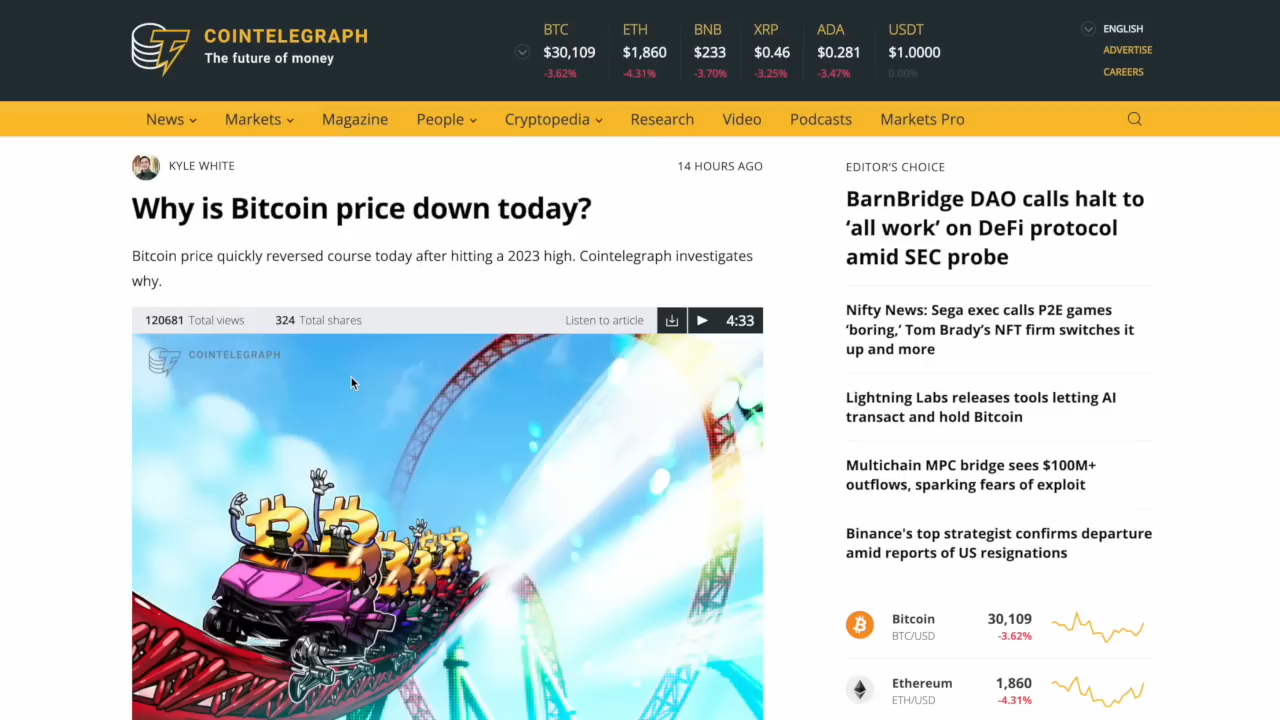 COINTELEGRAPH
The future of money
BTC ETH BNB XRP ADA USDT
$30,109 $1,860 $233 $0.46 $0.281 $1.0000
-3.62% -4.31% -3.70% -3.25% -3.47% 0.00%
ENGLISH
ADVERTISE
CAREERS
News Markets Magazine People Cryptopedia Research Video Podcasts Markets Pro
KYLE WHITE 14 HOURS AGO
Why is Bitcoin price down today?
Bitcoin price quickly reversed course today after hitting a 2023 high. Cointelegraph investigates
why.
120681 Total views 324 Total shares Listen to article 4:33
COINTELEGRAPH
EDITOR'S CHOICE
BarnBridge DAO calls halt to
‘all work’ on DeFi protocol
amid SEC probe
Nifty News: Sega exec calls P2E games
‘boring,’ Tom Brady’s NFT firm switches it
up and more
Lightning Labs releases tools letting AI
transact and hold Bitcoin
Multichain MPC bridge sees $100M+
outflows, sparking fears of exploit
Binance's top strategist confirms departure
amid reports of US resignations
Bitcoin 30,109
BTC/USD -3.62%
Ethereum 1,860
ETH/USD -4.31%